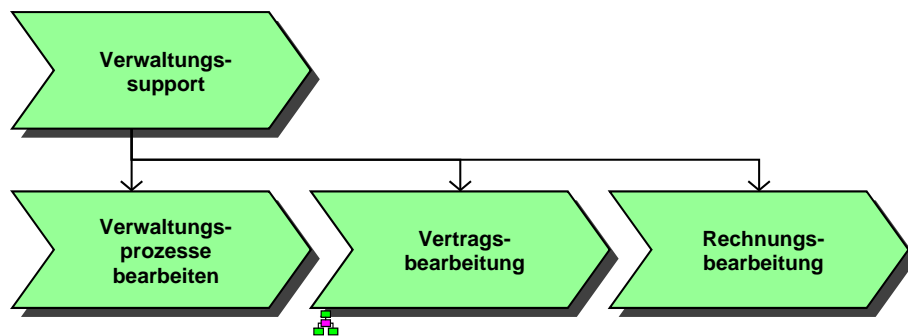 Verwaltungs-
support
Verwaltungs-
prozesse
bearbeiten
Vertrags-
bearbeitung
Rechnungs-
bearbeitung